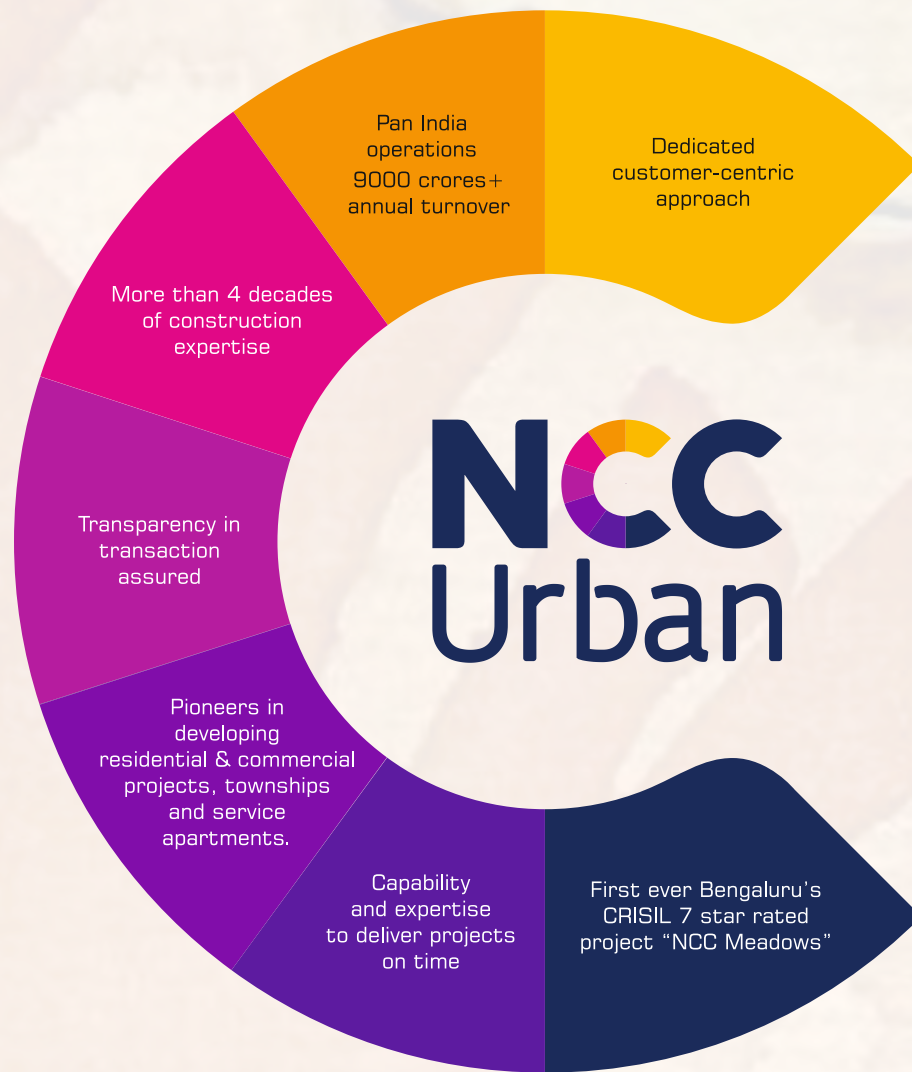 Pan India
operations
9000 crores+
annual turnover
Dedicated
customer-centric
approach
More than 4 decades
of construction
expertise
NCC
Urban
Transparency in
transaction
assured
Pioneers in
developing
residential & commercial
projects, townships
and service
apartments.
Capability
and expertise
to deliver projects
on time
First ever Bengaluru's
CRISIL 7 star rated
project “NCC Meadows”